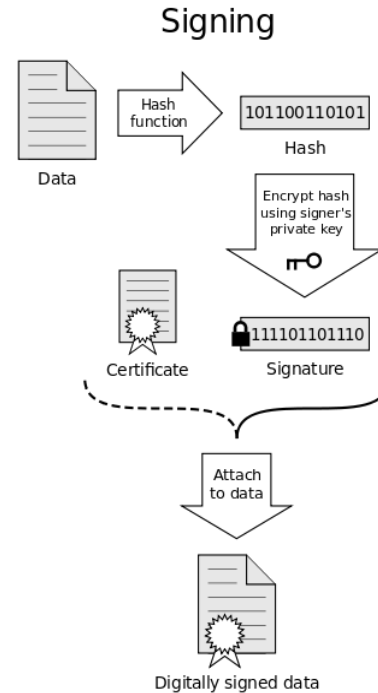 Signing
Hash
function
101100110101
Hash
Data
Encrypt hash
using signer's
private key
111101101110
Certificate
Signature
Attach
to data
Digitally signed data